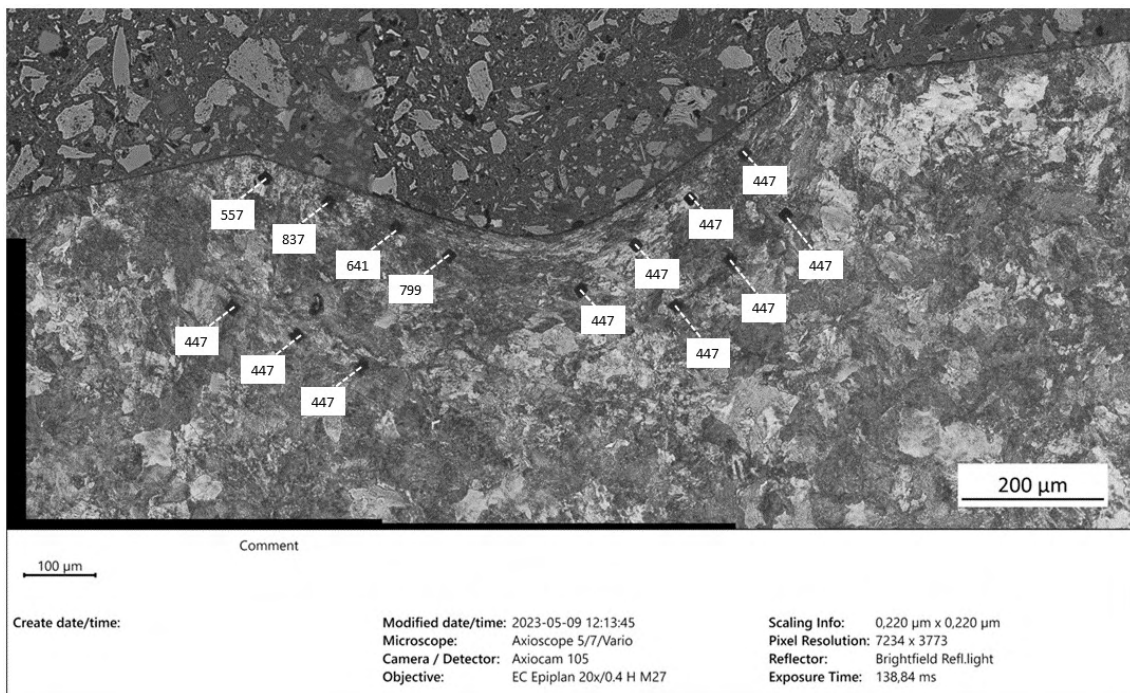 447
557
447
447
837
447
641
447
799
447
447
447
447
447
447
200 µm
Comment
100 µm
Create date/time:
Modified date/time: 2023-05-09 12:13:45
Microscope: Axioscope 5/7/Vario
Camera / Detector: Axiocam 105
Objective: EC Epiplan 20x/0.4 H M27
Scaling Info: 0,220 µm x 0,220 µm
Pixel Resolution: 7234 x 3773
Reflector: Brightfield Refl.light
Exposure Time: 138,84 ms